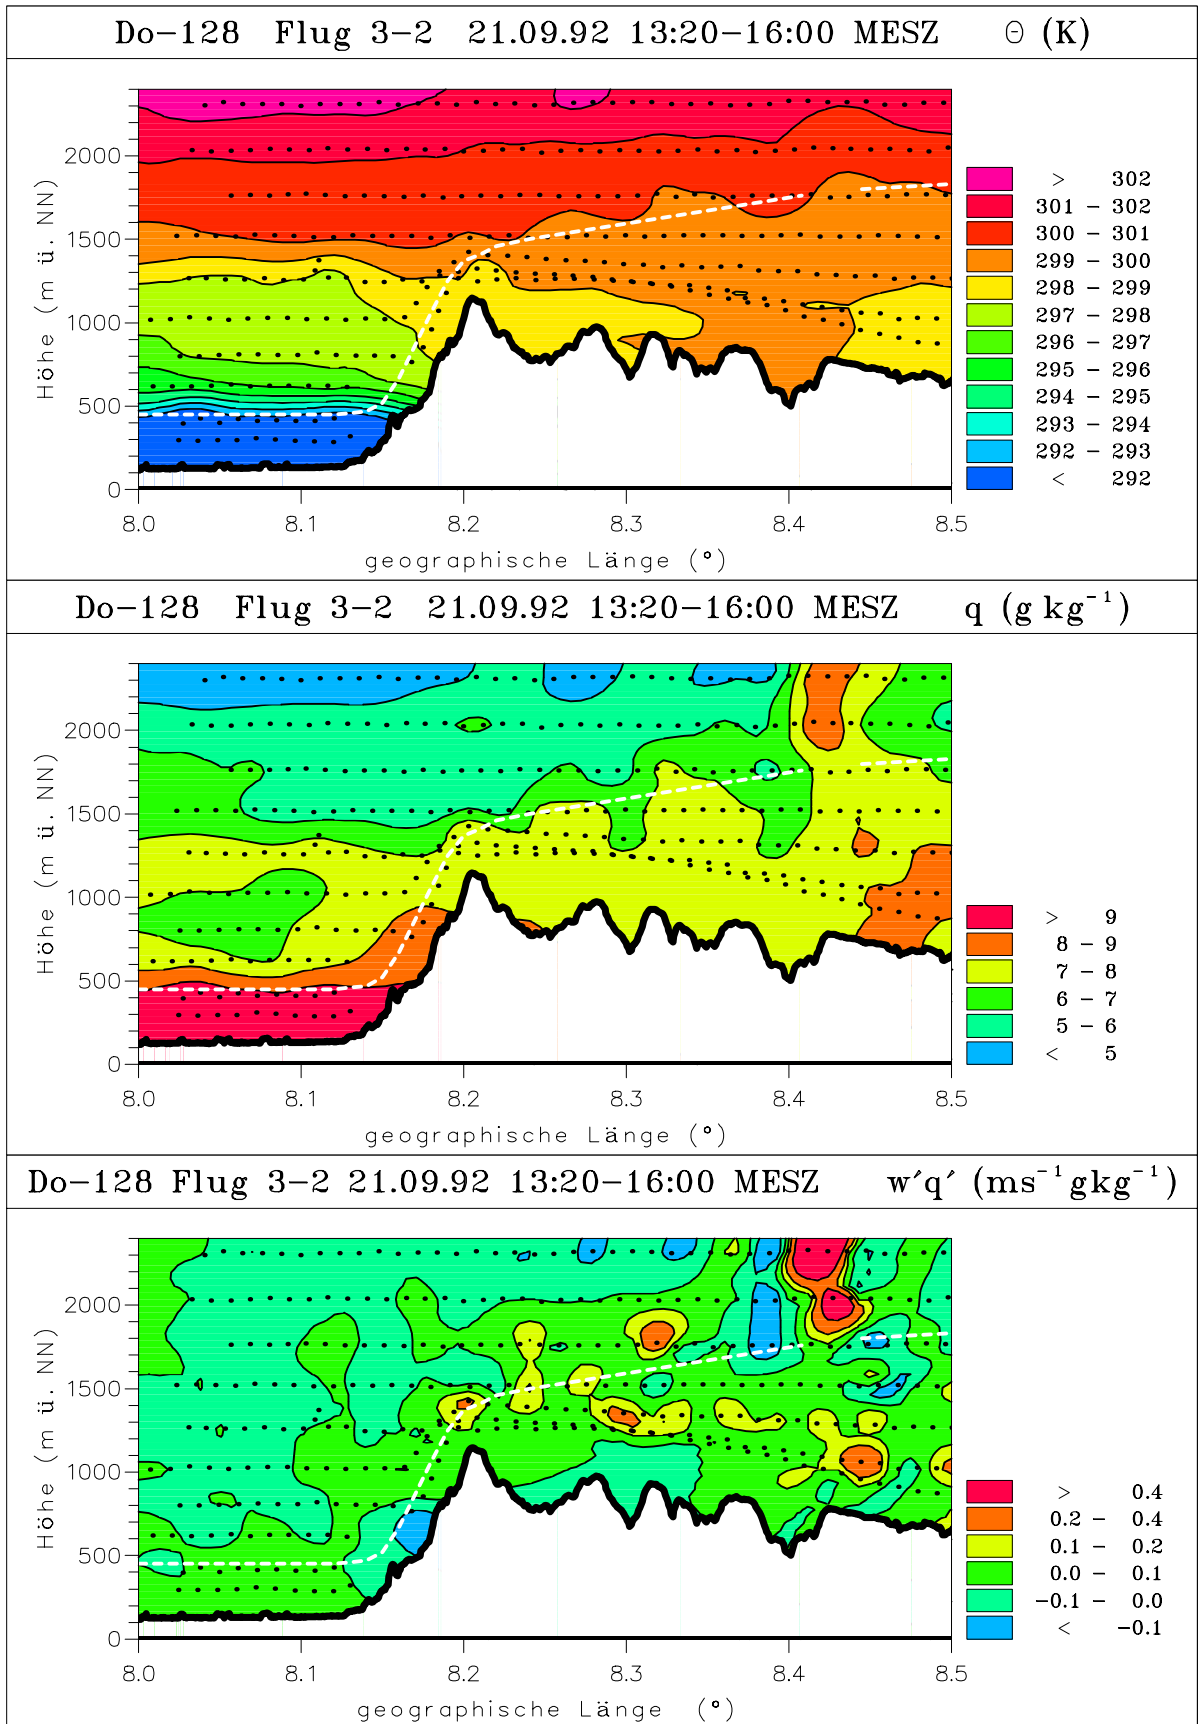 Do-128 Flug 3-2 21.09.92 13:20-16:00 MESZ Θ (K)
Höhe (m ü. NN)
2000
1500
1000
500
0
8.0 8.1 8.2 8.3 8.4 8.5
geographische Länge (°)
> 302
301 - 302
300 - 301
299 - 300
298 - 299
297 - 298
296 - 297
295 - 296
294 - 295
293 - 294
292 - 293
< 292
Do-128 Flug 3-2 21.09.92 13:20-16:00 MESZ q (g kg⁻¹)
Höhe (m ü. NN)
2000
1500
1000
500
0
8.0 8.1 8.2 8.3 8.4 8.5
geographische Länge (°)
> 9
8 - 9
7 - 8
6 - 7
5 - 6
< 5
Do-128 Flug 3-2 21.09.92 13:20-16:00 MESZ w′q′ (ms⁻¹gkg⁻¹)
Höhe (m ü. NN)
2000
1500
1000
500
0
8.0 8.1 8.2 8.3 8.4 8.5
geographische Länge (°)
> 0.4
0.2 - 0.4
0.1 - 0.2
0.0 - 0.1
-0.1 - 0.0
< -0.1